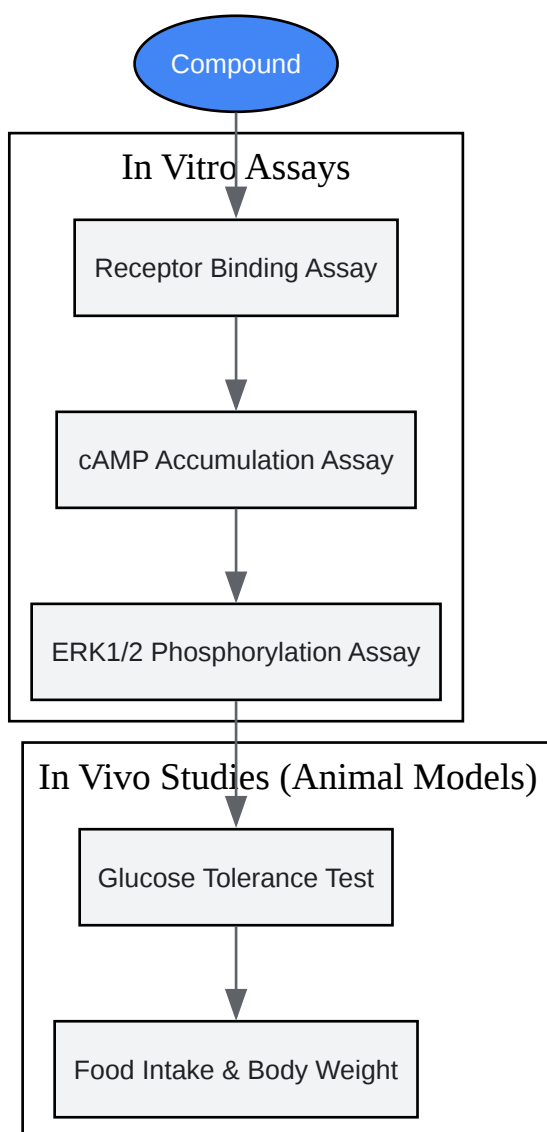 Compound
In Vitro Assays
Receptor Binding Assay
cAMP Accumulation Assay
ERK1/2 Phosphorylation Assay
In Vivo Studies (Animal Models)
Glucose Tolerance Test
Food Intake & Body Weight